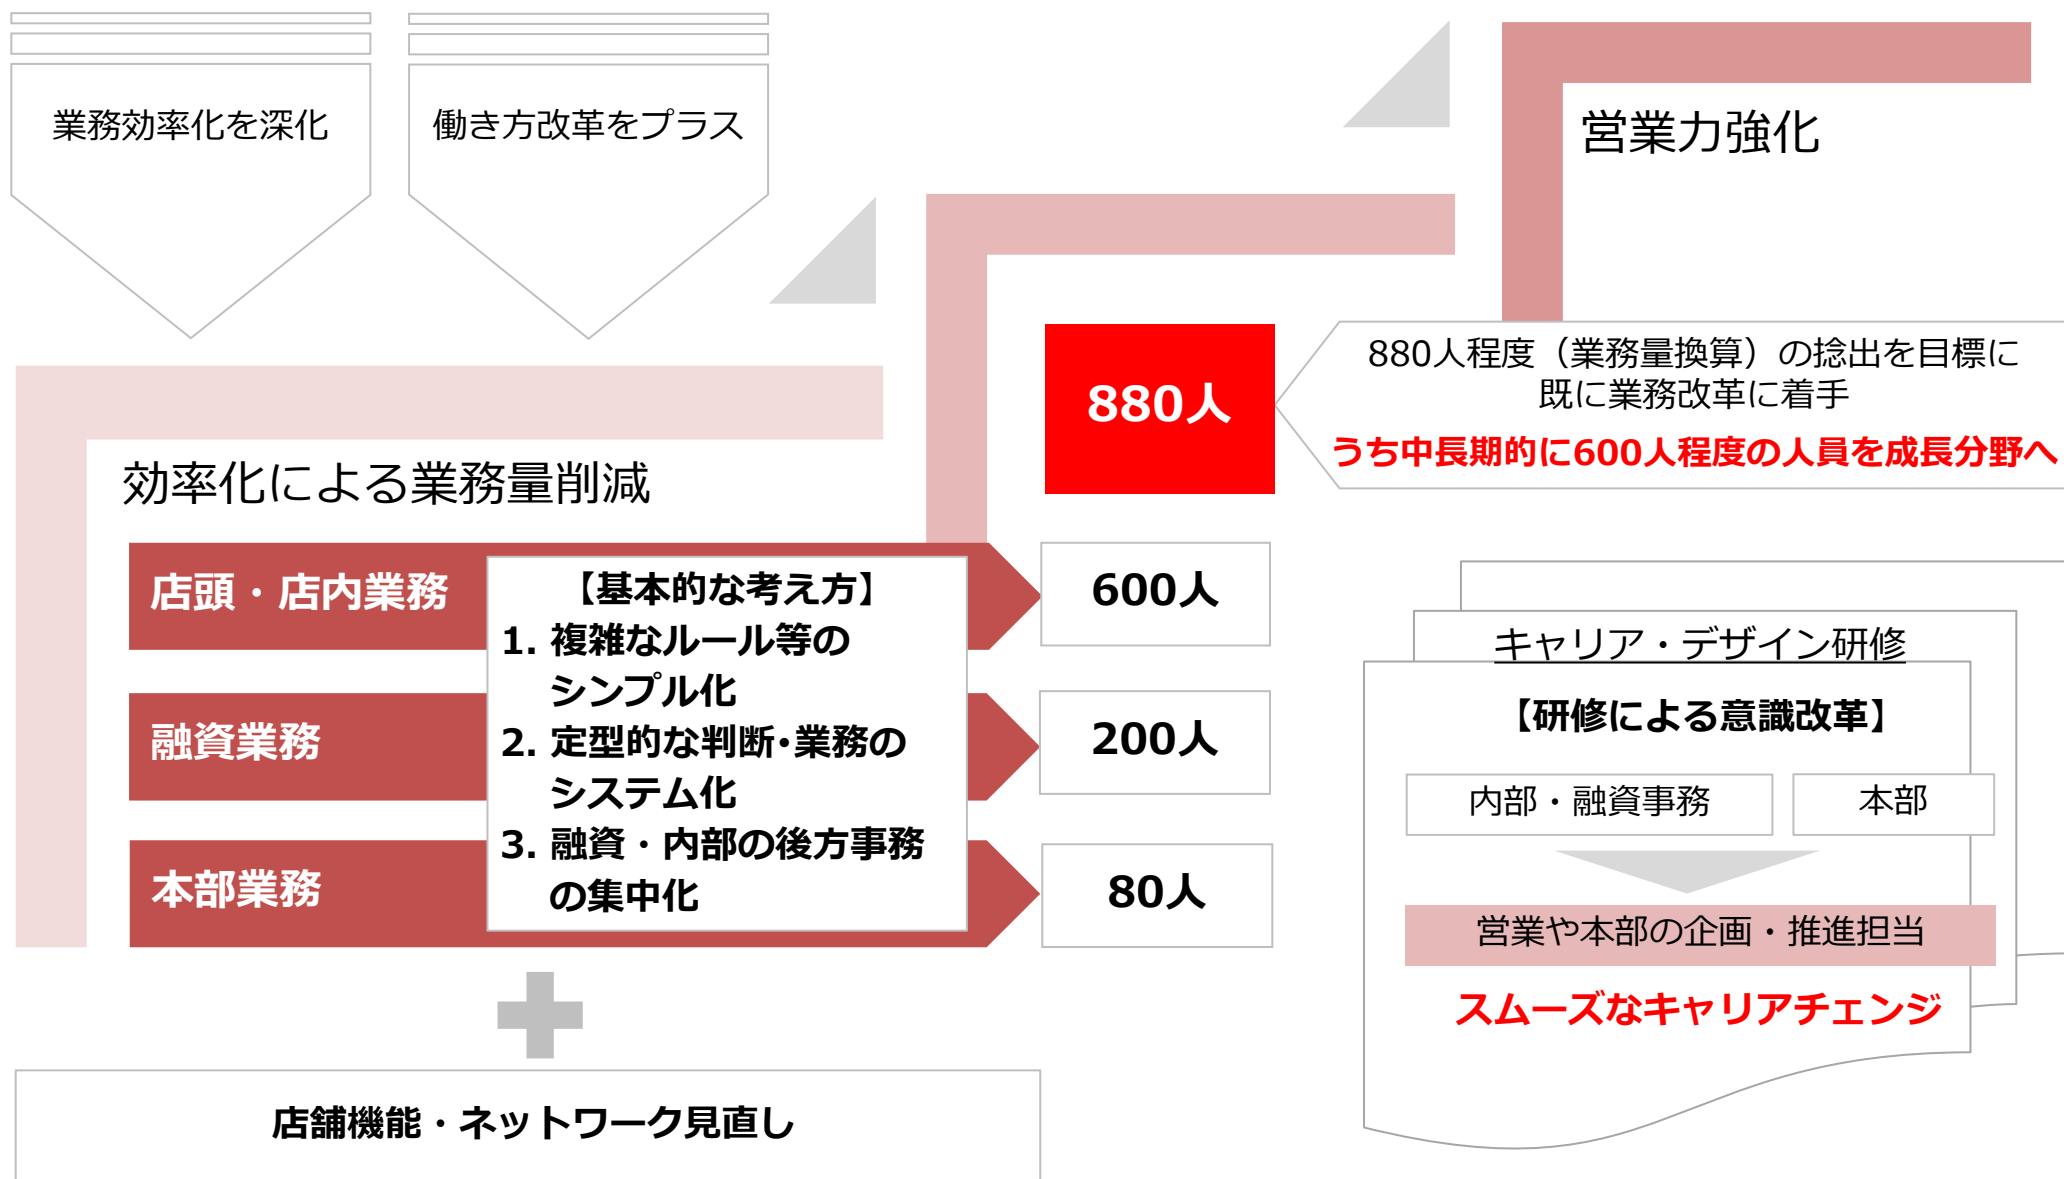 業務効率化を深化
働き方改革をプラス
営業力強化
880人
880人程度（業務量換算）の捻出を目標に
既に業務改革に着手
うち中長期的に600人程度の人員を成長分野へ
効率化による業務量削減
店頭・店内業務
600人
融資業務
200人
本部業務
80人
【基本的な考え方】
1. 複雑なルール等の
シンプル化
2. 定型的な判断・業務の
システム化
3. 融資・内部の後方事務
の集中化
店舗機能・ネットワーク見直し
キャリア・デザイン研修
【研修による意識改革】
内部・融資事務
本部
営業や本部の企画・推進担当
スムーズなキャリアチェンジ